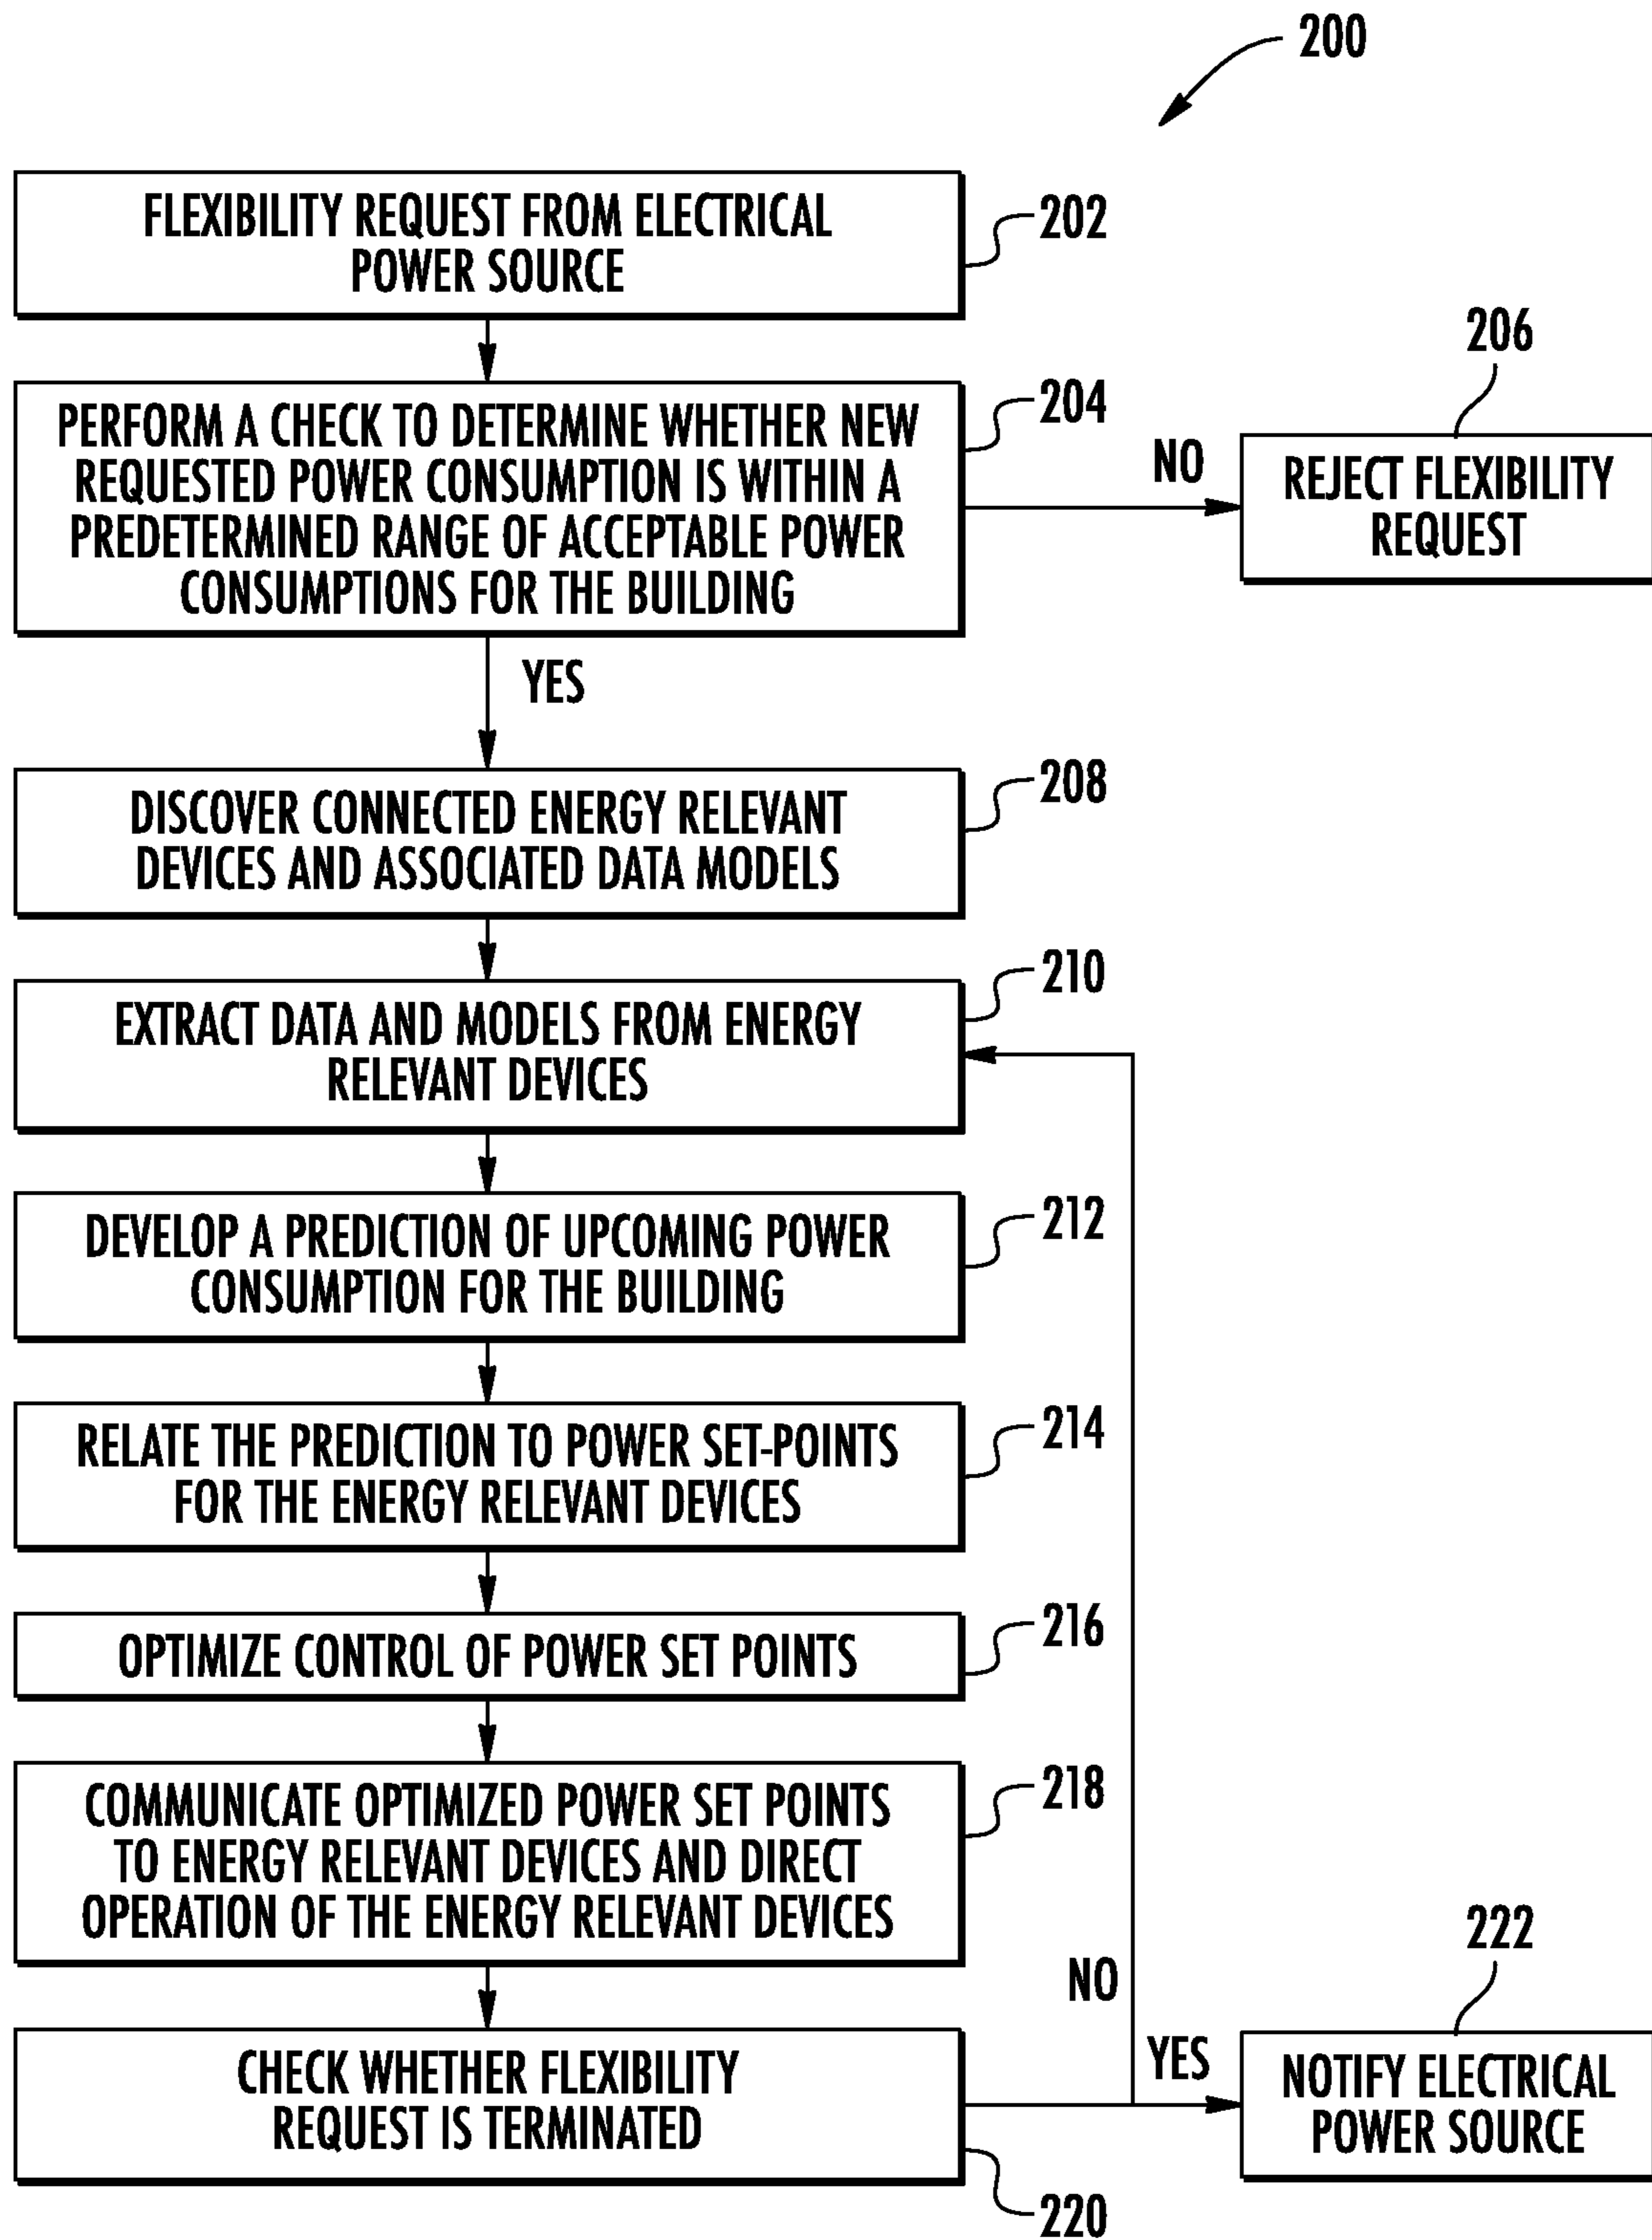 200
FLEXIBILITY REQUEST FROM ELECTRICAL
POWER SOURCE
202
PERFORM A CHECK TO DETERMINE WHETHER NEW
REQUESTED POWER CONSUMPTION IS WITHIN A
PREDETERMINED RANGE OF ACCEPTABLE POWER
CONSUMPTIONS FOR THE BUILDING
204
NO
206
REJECT FLEXIBILITY
REQUEST
YES
DISCOVER CONNECTED ENERGY RELEVANT
DEVICES AND ASSOCIATED DATA MODELS
208
EXTRACT DATA AND MODELS FROM ENERGY
RELEVANT DEVICES
210
DEVELOP A PREDICTION OF UPCOMING POWER
CONSUMPTION FOR THE BUILDING
212
RELATE THE PREDICTION TO POWER SET-POINTS
FOR THE ENERGY RELEVANT DEVICES
214
OPTIMIZE CONTROL OF POWER SET POINTS
216
COMMUNICATE OPTIMIZED POWER SET POINTS
TO ENERGY RELEVANT DEVICES AND DIRECT
OPERATION OF THE ENERGY RELEVANT DEVICES
218
NO
CHECK WHETHER FLEXIBILITY
REQUEST IS TERMINATED
220
YES
222
NOTIFY ELECTRICAL
POWER SOURCE